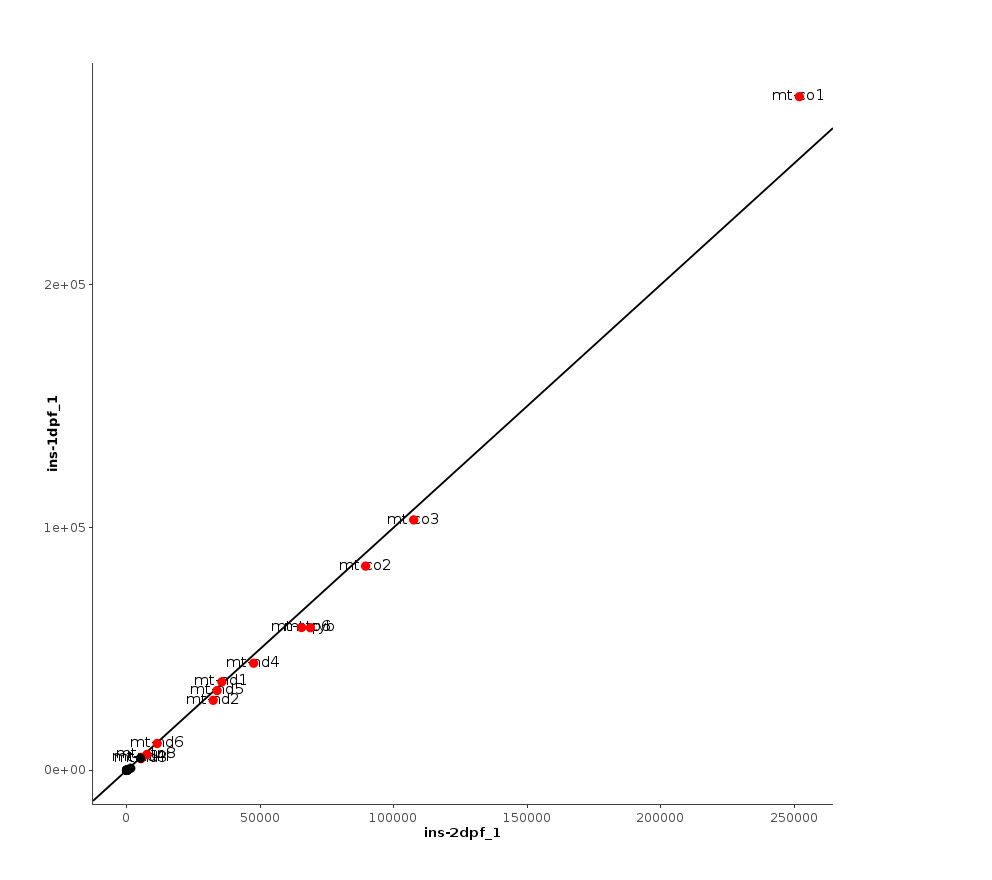 mt-co1
2e+05
ins-1dpf_1
1e+05
mt-co3
mt-co2
mt-nd4
mt-nd1
mt-nd5
mt-nd2
mt-nd6
0e+00
0
50000
100000
150000
200000
250000
ins-2dpf_1